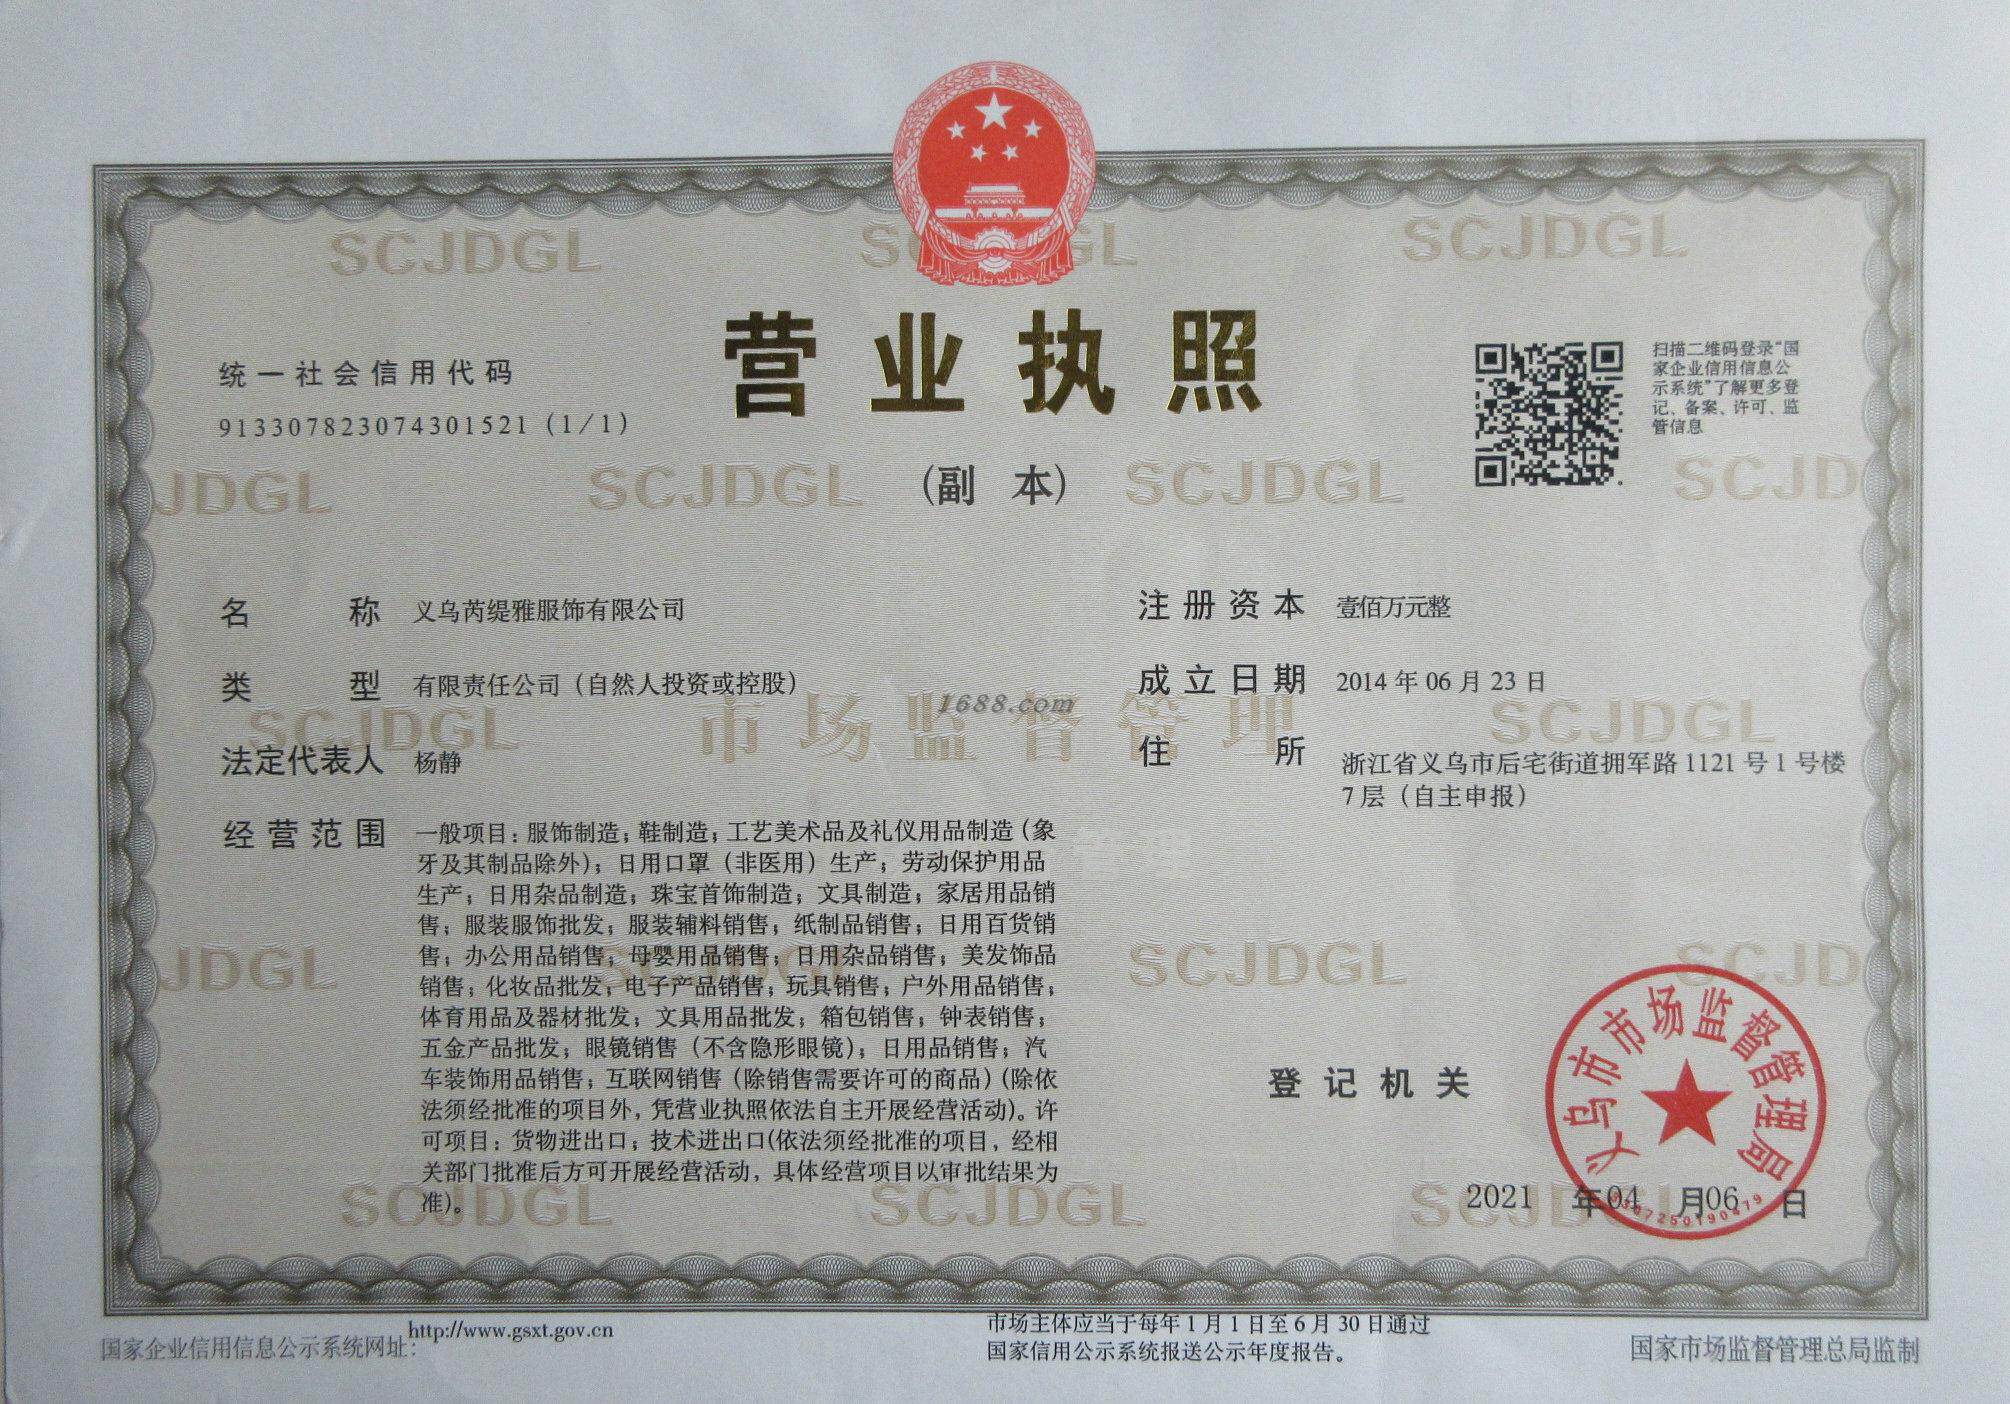 SCJDGL
SCJDGL
SCJDGL
统一社会信用代码
913307823074301521 (1/1)
营业执照
(副 本)
扫描二维码登录“国
家企业信用信息公
示系统”了解更多登
记、备案、许可、监
管信息
JDGL
SCJDGL
SCJDGL
SCJD
名 称 义乌芮缇雅服饰有限公司
类 型 有限责任公司（自然人投资或控股）
法定代表人 杨静
注册资本 壹佰万元整
成立日期 2014 年 06 月 23 日
住 所 浙江省义乌市后宅街道拥军路 1121 号 1 号楼
7 层（自主申报）
SCJDGL
市场监督管理
1688.com
SCJDGL
经营范围 一般项目：服饰制造；鞋制造；工艺美术品及礼仪用品制造（象
牙及其制品除外）；日用口罩（非医用）生产；劳动保护用品
生产；日用杂品制造；珠宝首饰制造；文具制造；家居用品销
售；服装服饰批发；服装辅料销售；纸制品销售；日用百货销
售；办公用品销售；母婴用品销售；日用杂品销售；美发饰品
销售；化妆品批发；电子产品销售；玩具销售；户外用品销售；
体育用品及器材批发；文具用品批发；箱包销售；钟表销售；
五金产品批发；眼镜销售（不含隐形眼镜）；日用品销售；汽
车装饰用品销售；互联网销售（除销售需要许可的商品）(除依
法须经批准的项目外，凭营业执照依法自主开展经营活动)。许
可项目：货物进出口；技术进出口(依法须经批准的项目，经相
关部门批准后方可开展经营活动，具体经营项目以审批结果为
准)。
JDGL
SCJDGL
SCJDGL
SCJD
登记机关
义乌市市场监督管理局
2021 年04 月06 日
SCJDGL
SCJDGL
SCJDGL
国家企业信用信息公示系统网址：http://www.gsxt.gov.cn
市场主体应当于每年 1 月 1 日至 6 月 30 日通过
国家信用公示系统报送公示年度报告。
国家市场监督管理总局监制